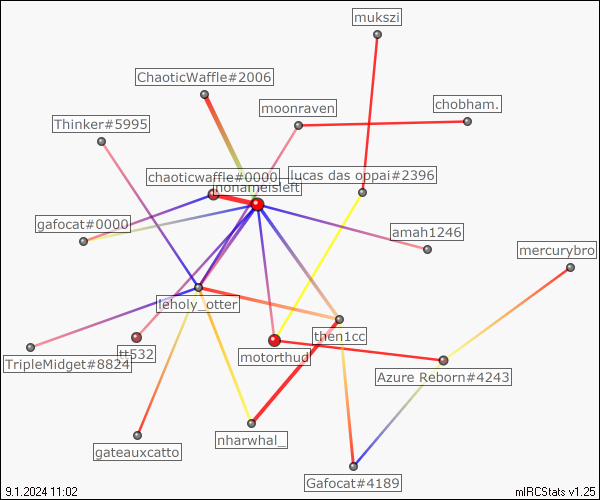 mukszi
ChaoticWaffle#2006
moonraven
chobham.
Thinker#5995
chaoticwaffle#0000
lucas das oppai#2396
nonameisleft
gafocat#0000
amah1246
mercurybro
leholy_otter
then1cc
tt532
motorthud
TripleMidget#8824
Azure Reborn#4243
nharwhal_
gateauxcatto
Gafocat#4189
9.1.2024 11:02
mIRCStats v1.25